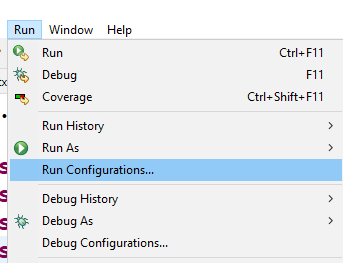 Run Window Help
Run Ctrl+F11
Debug F11
Coverage Ctrl+Shift+F11
Run History
Run As
Run Configurations...
Debug History
Debug As
Debug Configurations...